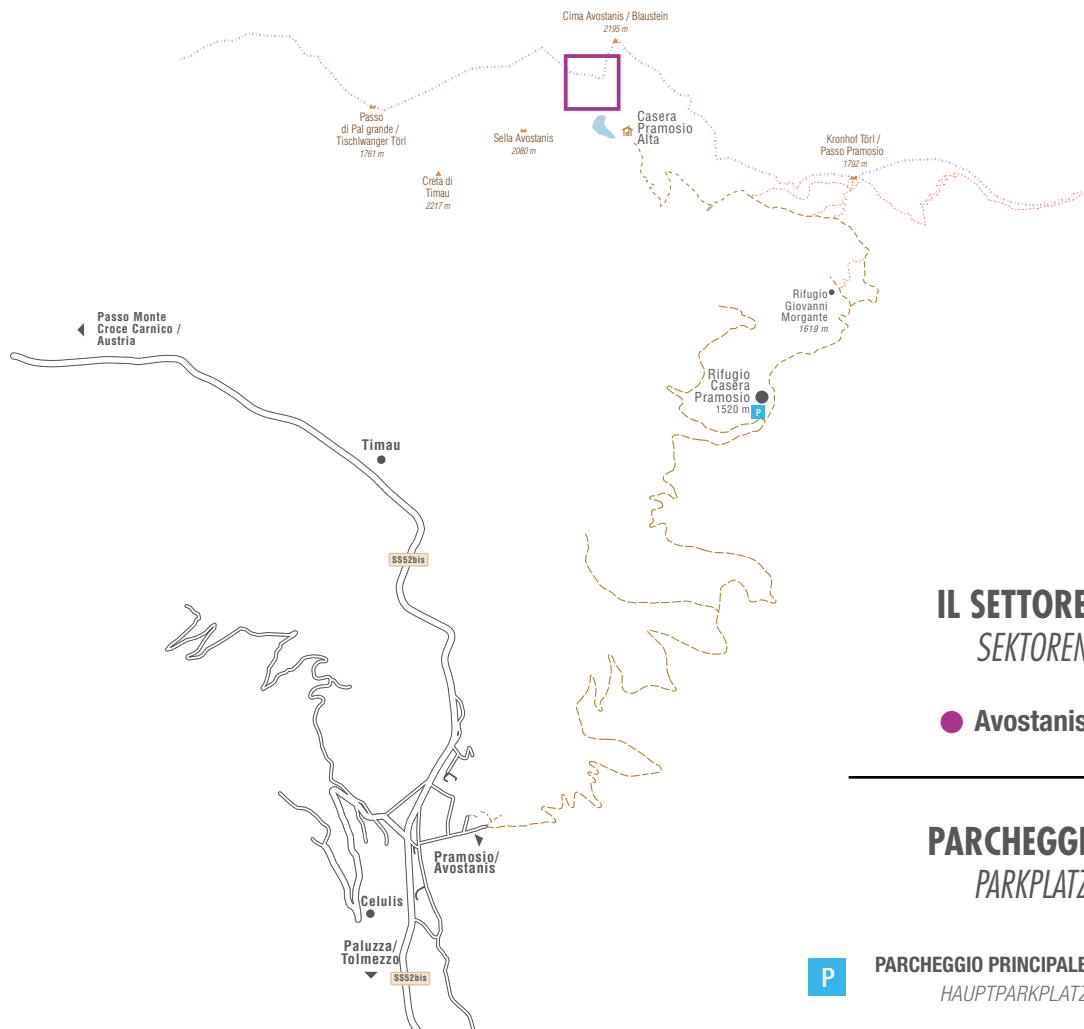 Cima Avostanis / Blaustein
2195 m
Passo
di Pal grande /
Tischlwanger Törl
1761 m
Sella Avostanis
2080 m
Casera
Pramosio
Alta
Kronhof Törl /
Passo Pramosio
1792 m
Creta di
Timau
2217 m
Rifugio
Giovanni
Morgante
1619 m
Passo Monte
Croce Carnico /
Austria
Rifugio
Casera
Pramosio
1520 m
P
Timau
SS52bis
IL SETTORE
SEKTOREN
Avostanis
PARCHEGGI
PARKPLATZ
Pramosio/
Avostanis
Celulis
Paluzza/
Tolmezzo
SS52bis
P
PARCHEGGIO PRINCIPALE
HAUPTPARKPLATZ